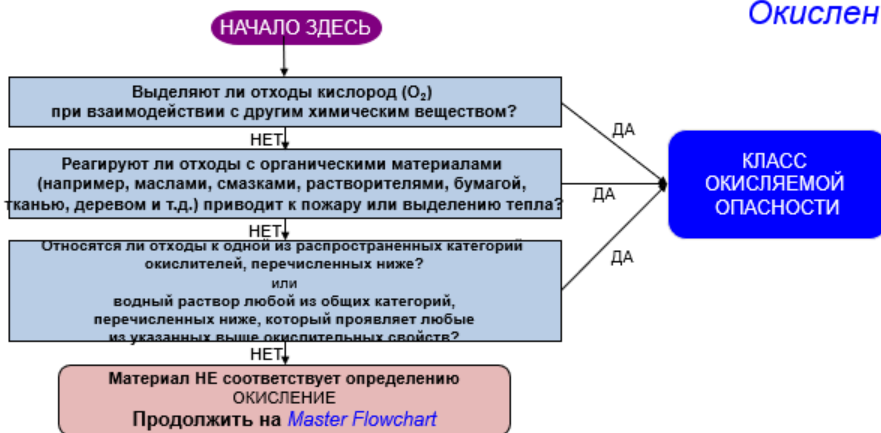 Окислен
НАЧАЛО ЗДЕСЬ
Выделяют ли отходы кислород (O₂)
при взаимодействии с другим химическим веществом?
ДА
НЕТ
Реагируют ли отходы с органическими материалами
(например, маслами, смазками, растворителями, бумагой,
тканью, деревом и т.д.) приводит к пожару или выделению тепла?
ДА
КЛАСС
ОКИСЛЯЕМОЙ
ОПАСНОСТИ
НЕТ
Относятся ли отходы к одной из распространенных категорий
окислителей, перечисленных ниже?
или
водный раствор любой из общих категорий,
перечисленных ниже, который проявляет любые
из указанных выше окислительных свойств?
ДА
НЕТ
Материал НЕ соответствует определению
ОКИСЛЕНИЕ
Продолжить на Master Flowchart